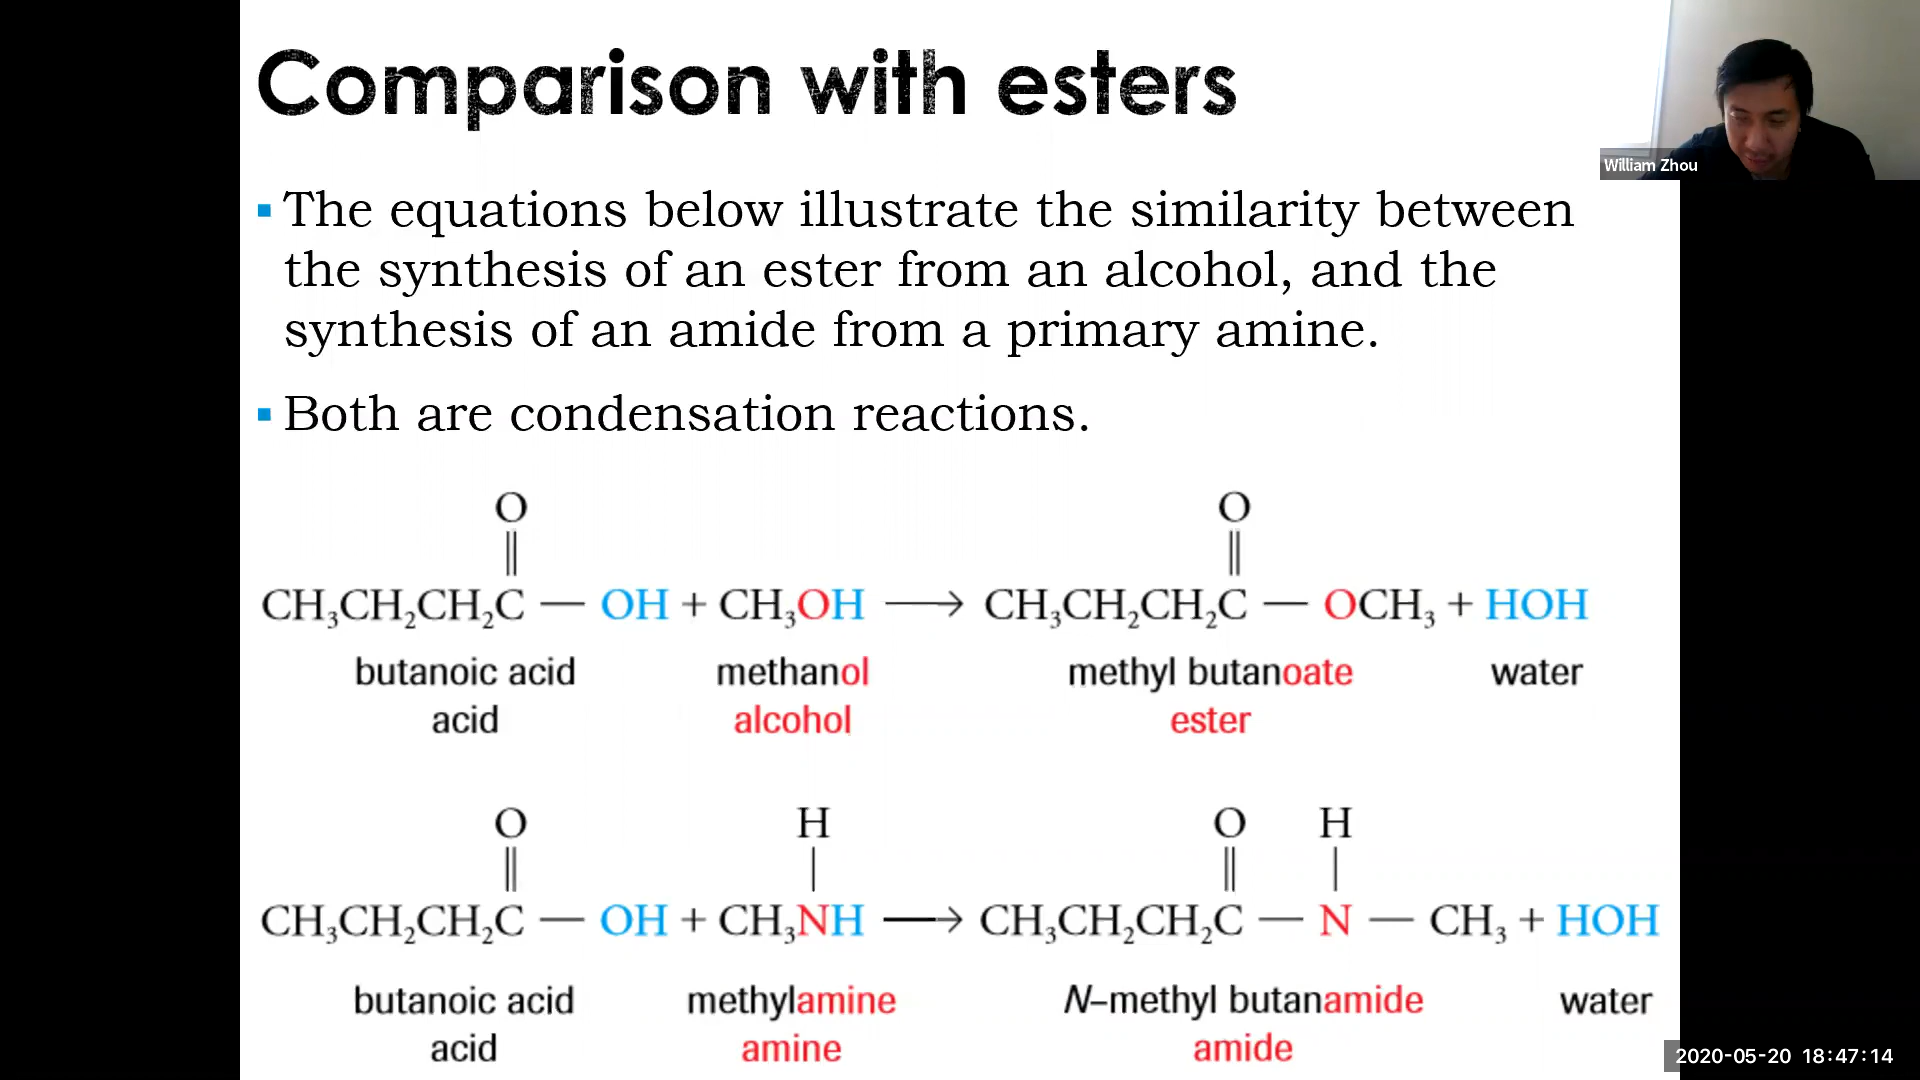 Comparison with esters
William Zhou
▪ The equations below illustrate the similarity between
the synthesis of an ester from an alcohol, and the
synthesis of an amide from a primary amine.
▪ Both are condensation reactions.
O O
|| ||
CH₃CH₂CH₂C — OH + CH₃OH ⟶ CH₃CH₂CH₂C — OCH₃ + HOH
butanoic acid methanol methyl butanoate water
acid alcohol ester
O H O H
|| | || |
CH₃CH₂CH₂C — OH + CH₃NH ⟶ CH₃CH₂CH₂C — N — CH₃ + HOH
butanoic acid methylamine N–methyl butanamide water
acid amine amide
2020-05-20 18:47:14